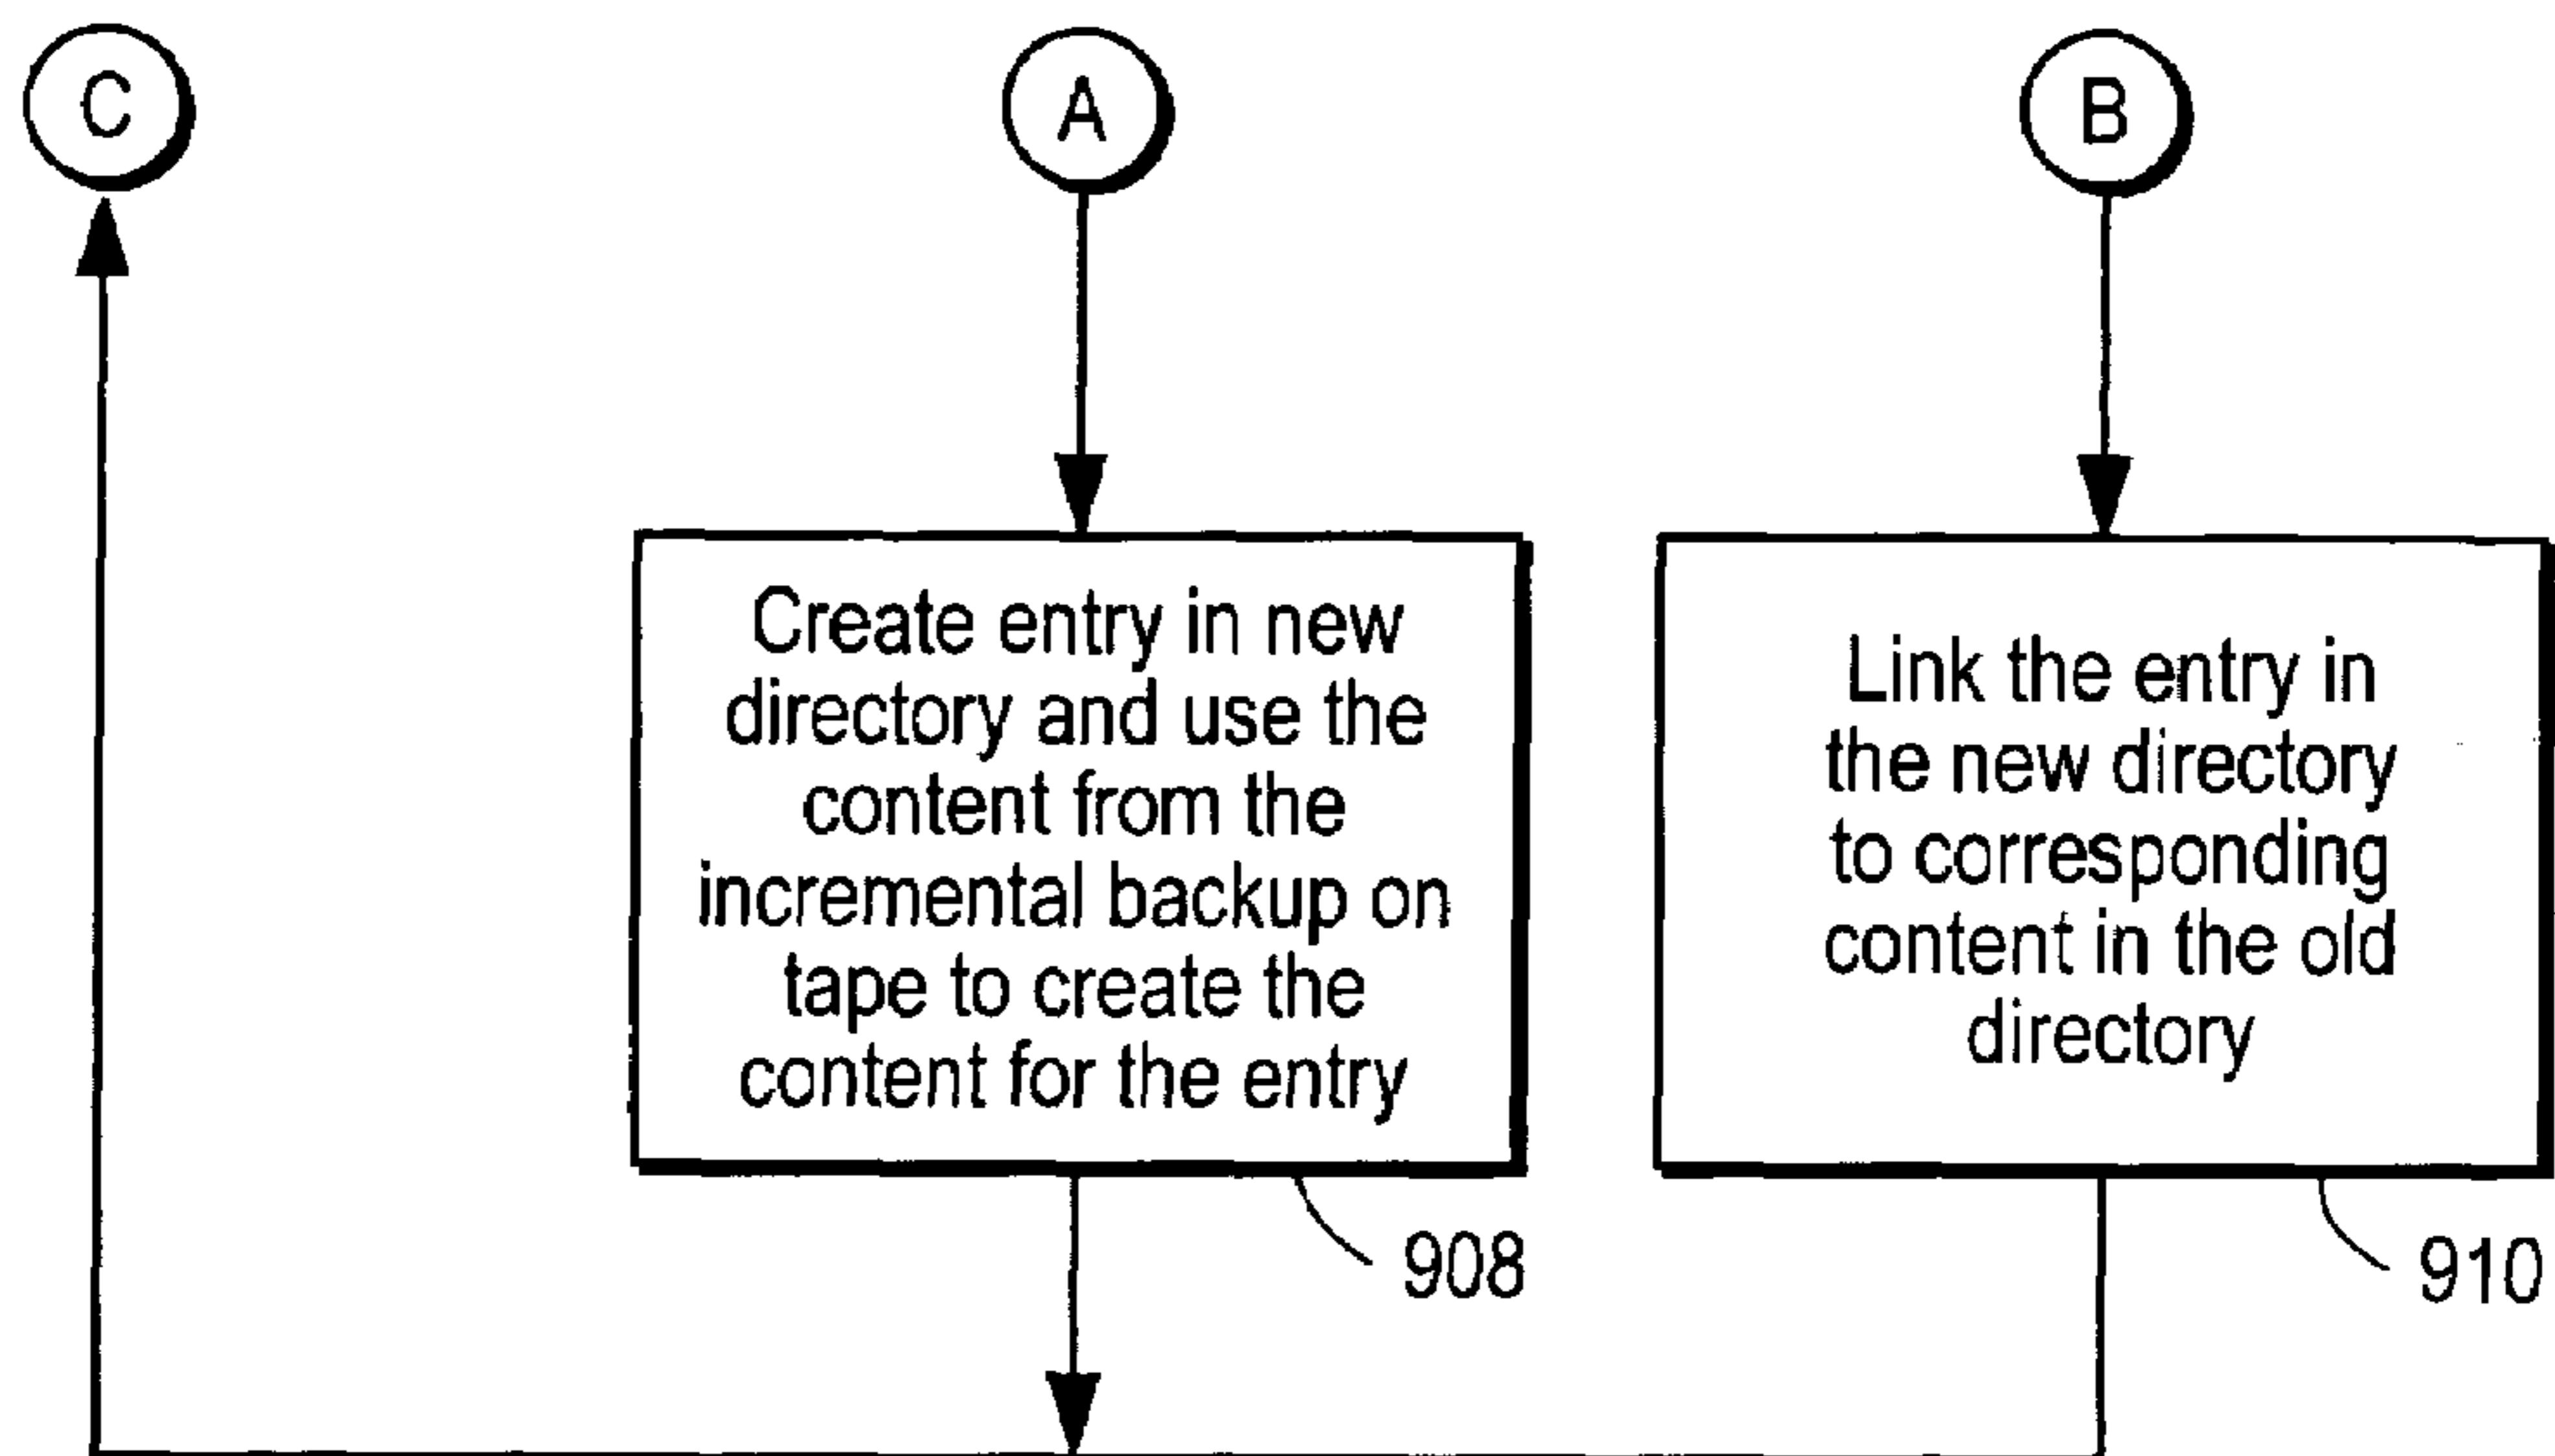 C
A
B
Create entry in new
directory and use the
content from the
incremental backup on
tape to create the
content for the entry
908
Link the entry in
the new directory
to corresponding
content in the old
directory
910